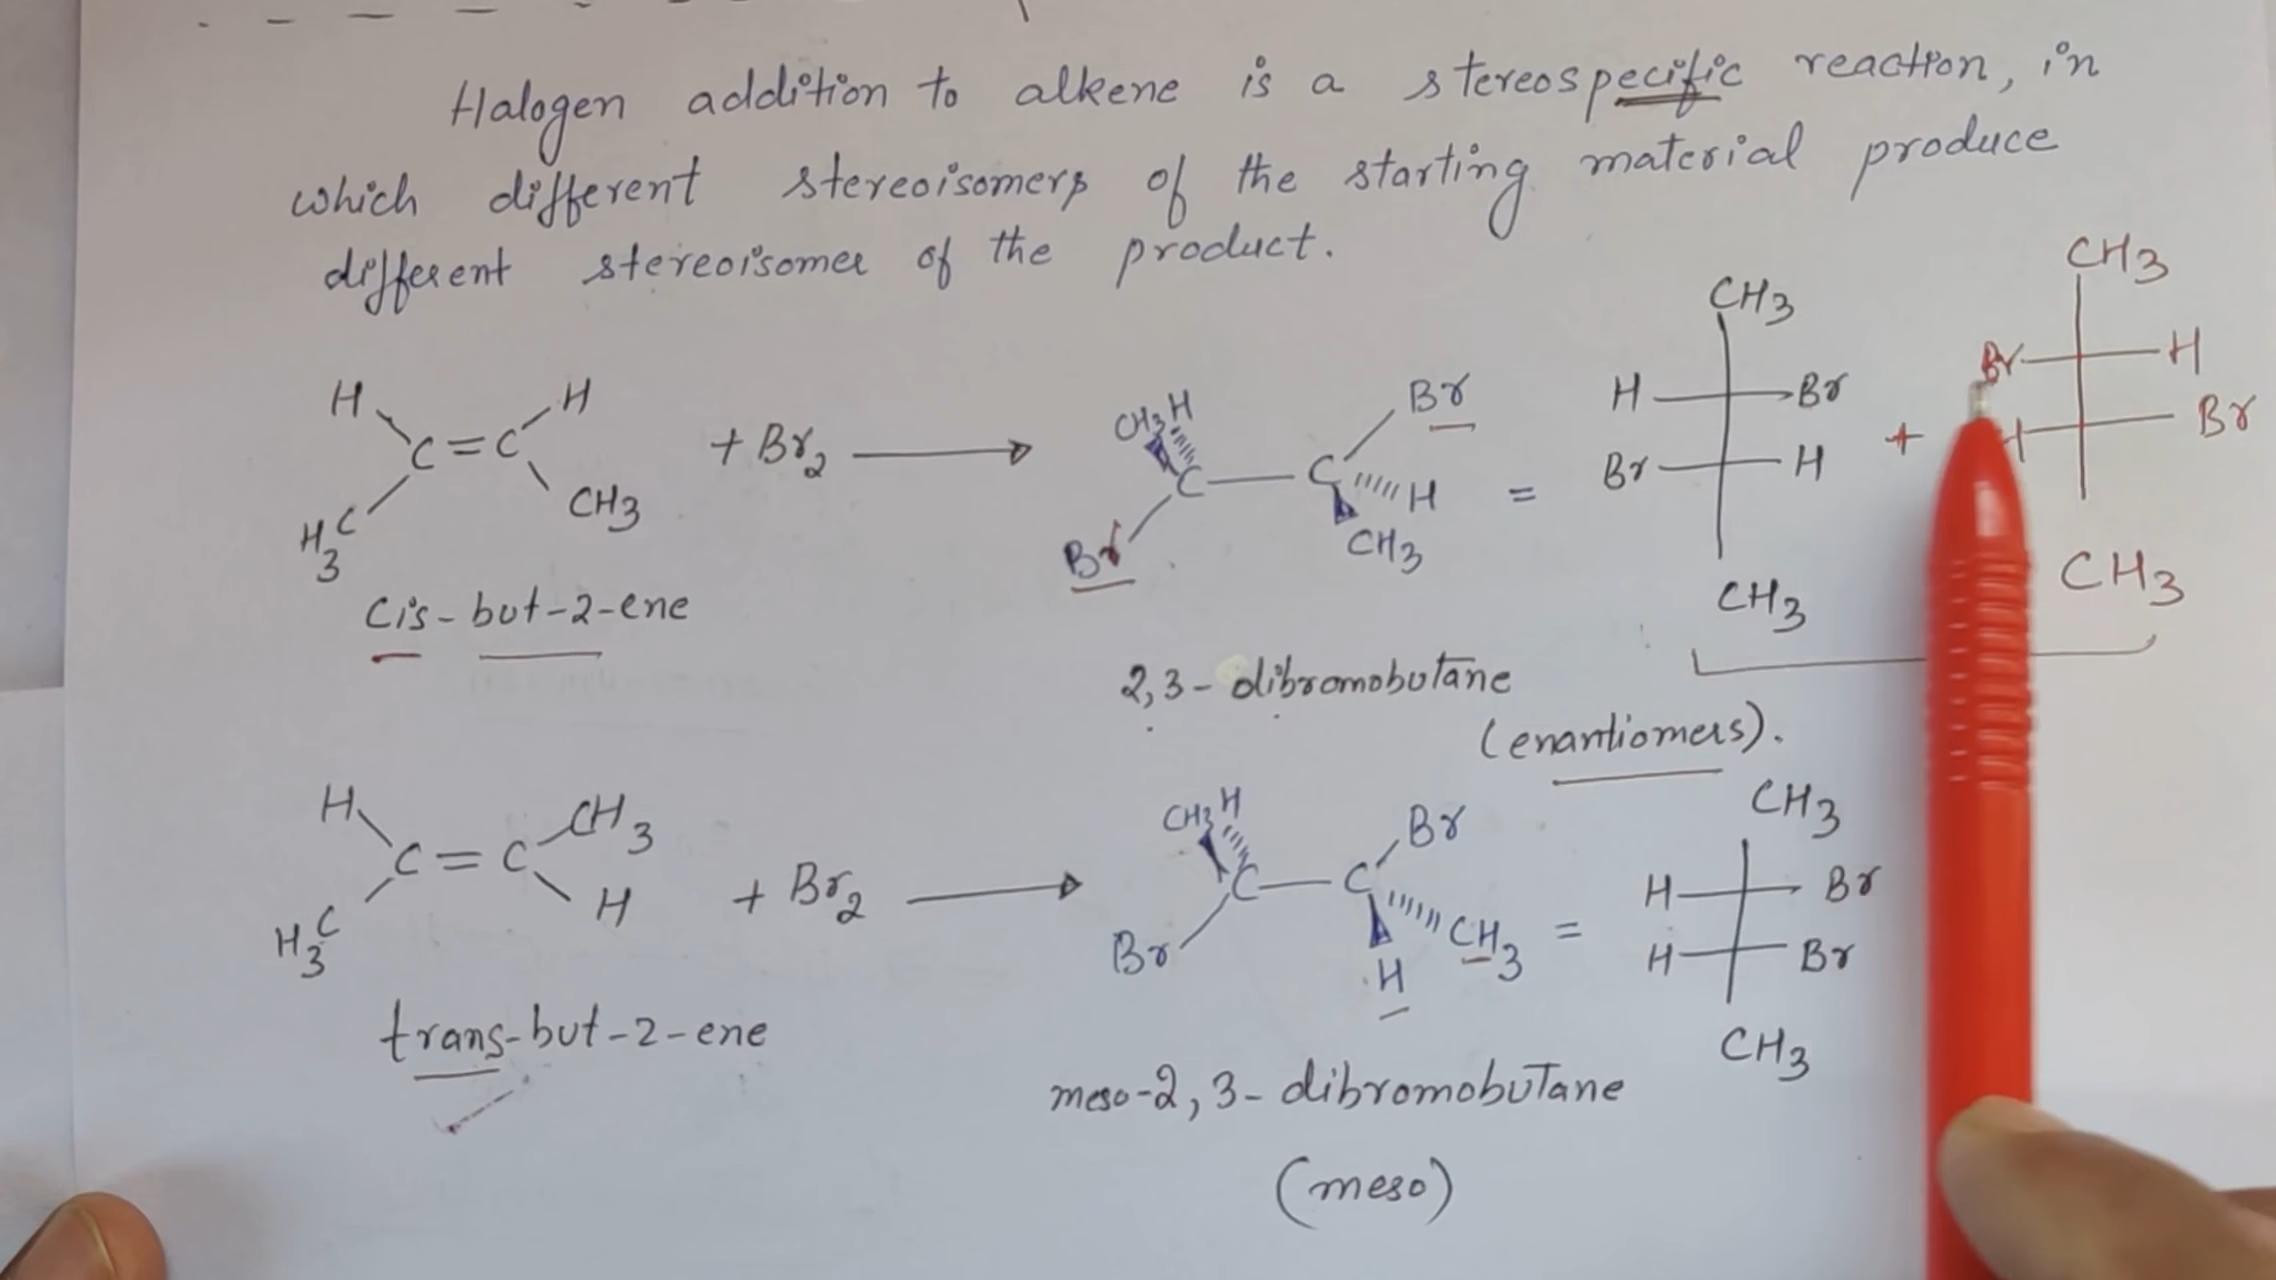 Halogen addition to alkene is a stereospecific reaction, in
which different stereoisomers of the starting material produce
different stereoisomer of the product.
H H
C=C
H3C CH3
cis-but-2-ene
+ Br2
CH3 H Br
C C H
Br CH3
=
CH3
H Br
Br H
CH3
+
CH3
Br H
H Br
CH3
2,3-dibromobutane
(enantiomers).
H CH3
C=C
H3C H
trans-but-2-ene
+ Br2
CH3 H Br
C C CH3
Br H
=
CH3
H Br
H Br
CH3
meso-2,3-dibromobutane
(meso)